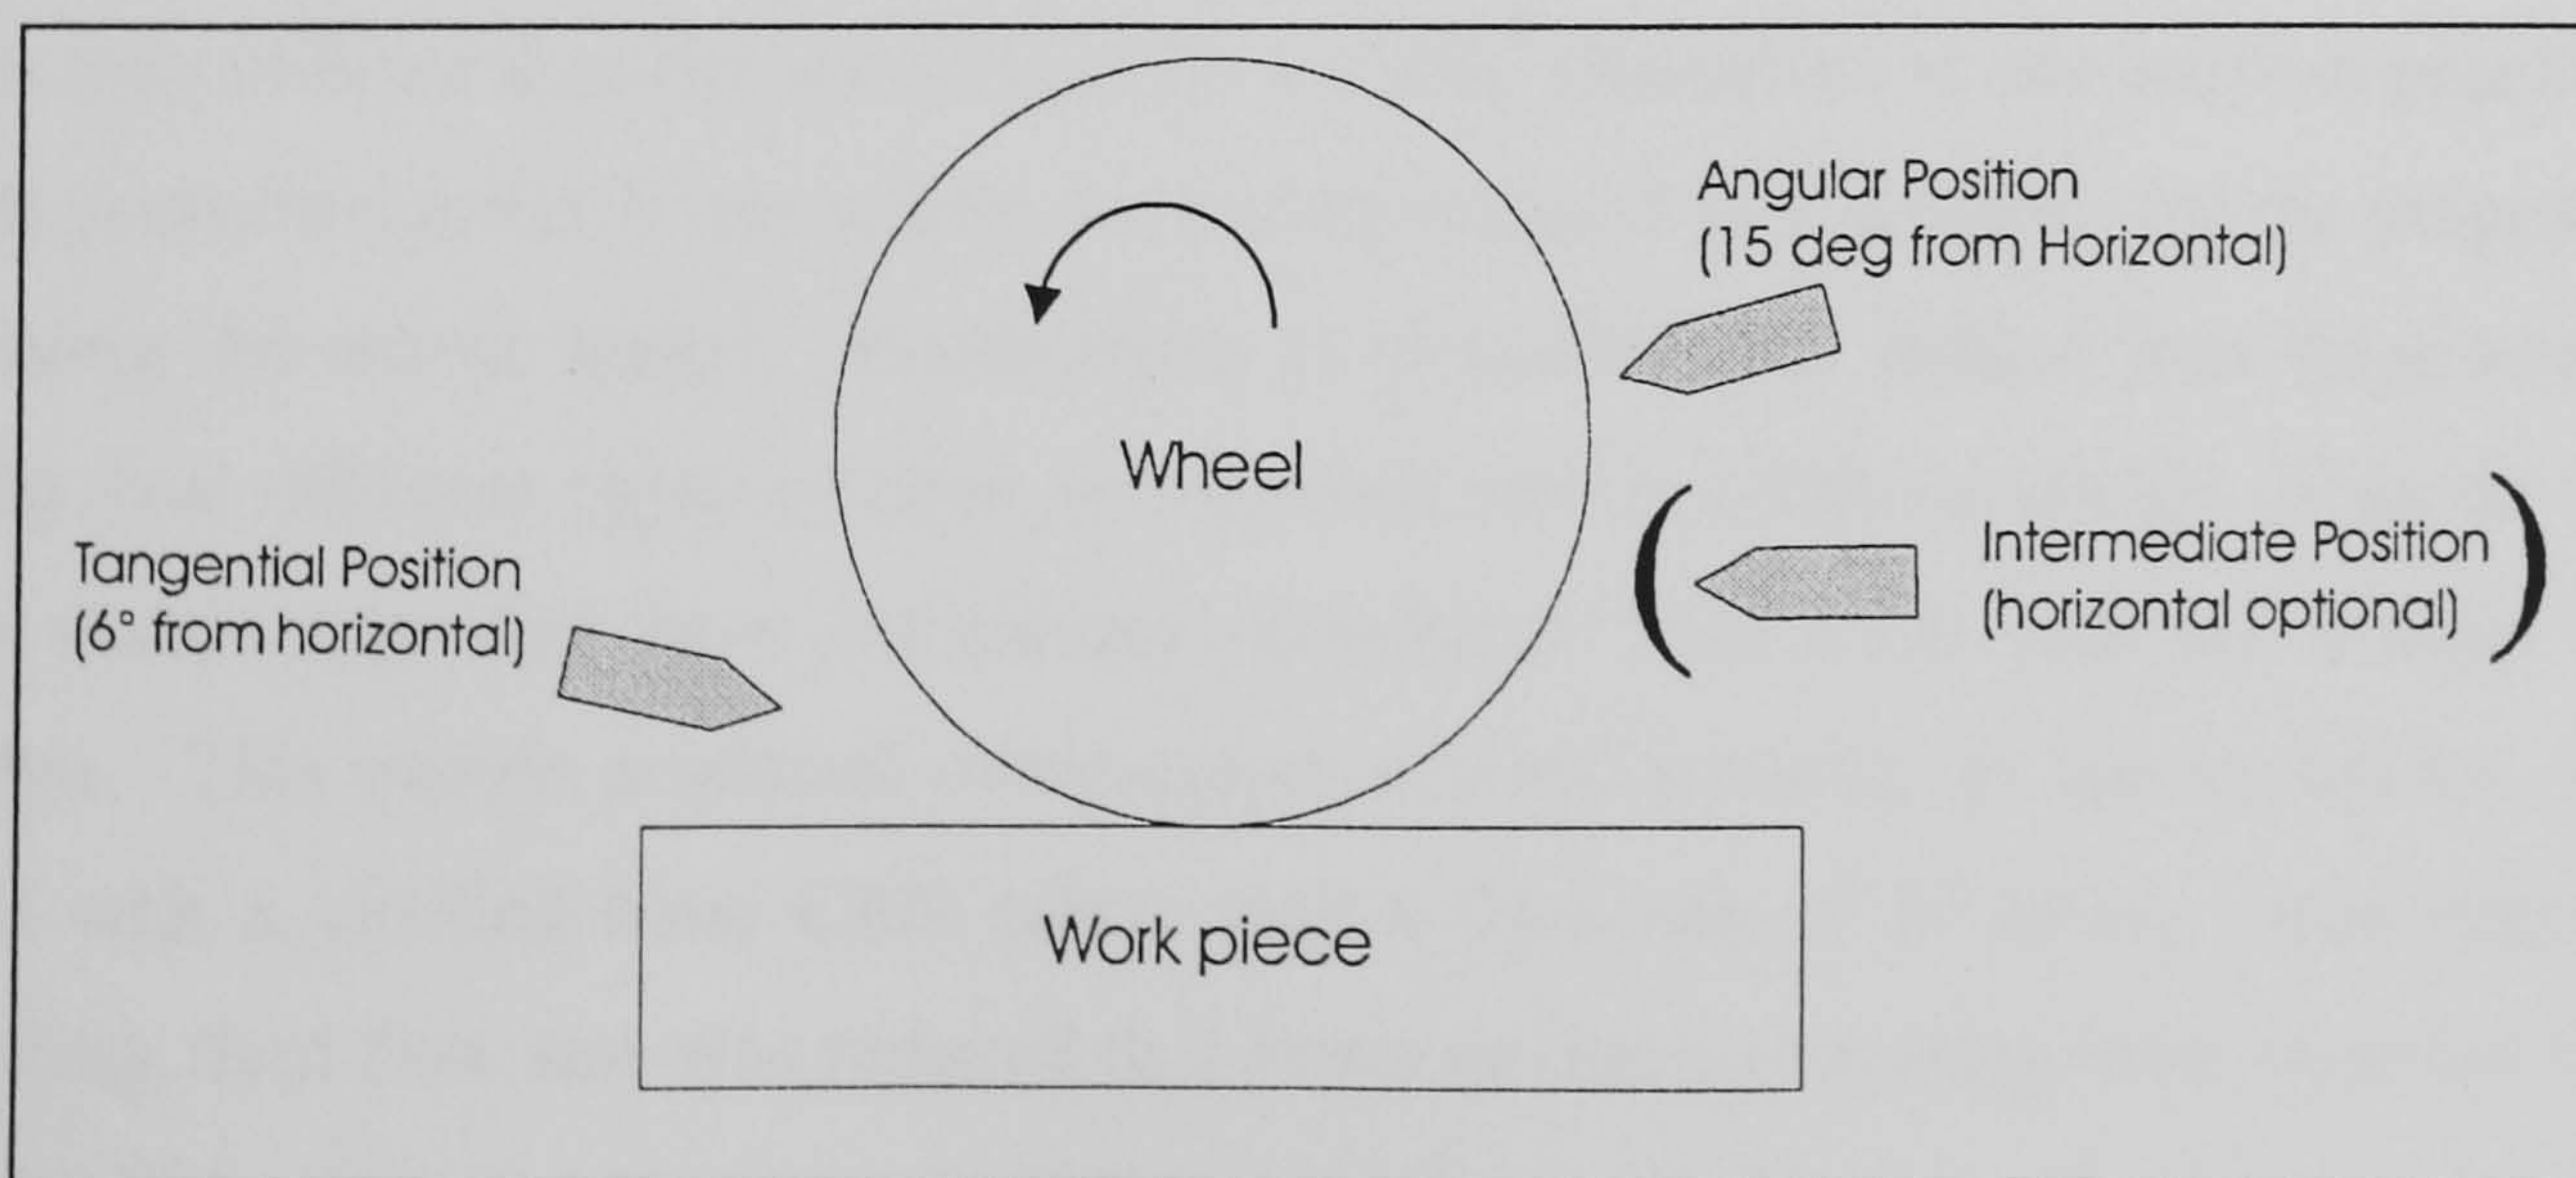 Angular Position
(15 deg from Horizontal)
Wheel
Tangential Position
(6° from horizontal)
Intermediate Position
(horizontal optional)
Work piece